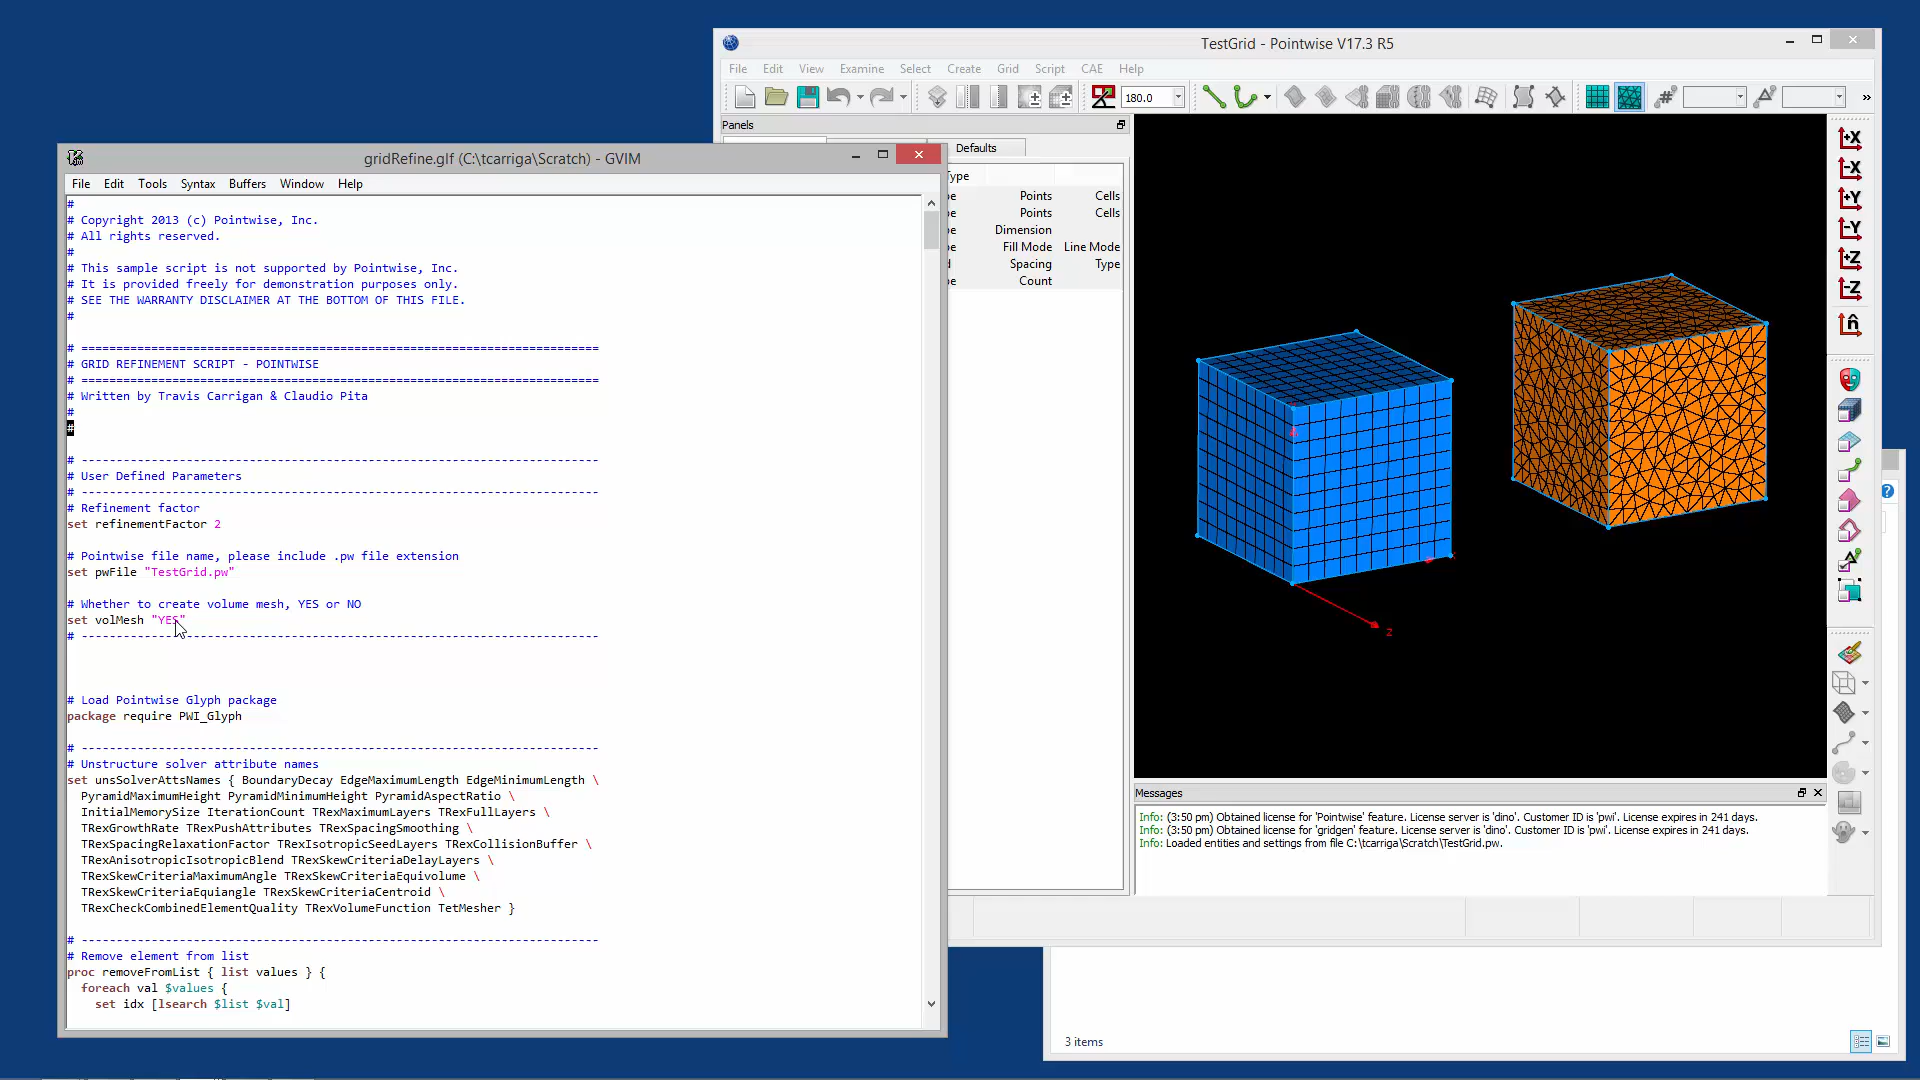 TestGrid - Pointwise V17.3 R5
File Edit View Examine Select Create Grid Script CAE Help
180.0
»
Panels
Defaults
Type
Points Cells
Points Cells
Dimension
Fill Mode Line Mode
Spacing Type
Count
+X
-X
+Y
-Y
+Z
-Z
n̂
z
Messages
Info: (3:50 pm) Obtained license for 'Pointwise' feature. License server is 'dino'. Customer ID is 'pwi'. License expires in 241 days.
Info: (3:50 pm) Obtained license for 'gridgen' feature. License server is 'dino'. Customer ID is 'pwi'. License expires in 241 days.
Info: Loaded entities and settings from file C:\tcarriga\Scratch\TestGrid.pw.
3 items
gridRefine.glf (C:\tcarriga\Scratch) - GVIM
File Edit Tools Syntax Buffers Window Help
#
# Copyright 2013 (c) Pointwise, Inc.
# All rights reserved.
#
# This sample script is not supported by Pointwise, Inc.
# It is provided freely for demonstration purposes only.
# SEE THE WARRANTY DISCLAIMER AT THE BOTTOM OF THIS FILE.
#
# ==========================================================================
# GRID REFINEMENT SCRIPT - POINTWISE
# ==========================================================================
# Written by Travis Carrigan & Claudio Pita
#
#
# --------------------------------------------------------------------------
# User Defined Parameters
# --------------------------------------------------------------------------
# Refinement factor
set refinementFactor 2
# Pointwise file name, please include .pw file extension
set pwFile "TestGrid.pw"
# Whether to create volume mesh, YES or NO
set volMesh "YES"
# --------------------------------------------------------------------------
# Load Pointwise Glyph package
package require PWI_Glyph
# --------------------------------------------------------------------------
# Unstructure solver attribute names
set unsSolverAttsNames { BoundaryDecay EdgeMaximumLength EdgeMinimumLength \
PyramidMaximumHeight PyramidMinimumHeight PyramidAspectRatio \
InitialMemorySize IterationCount TRexMaximumLayers TRexFullLayers \
TRexGrowthRate TRexPushAttributes TRexSpacingSmoothing \
TRexSpacingRelaxationFactor TRexIsotropicSeedLayers TRexCollisionBuffer \
TRexAnisotropicIsotropicBlend TRexSkewCriteriaDelayLayers \
TRexSkewCriteriaMaximumAngle TRexSkewCriteriaEquivolume \
TRexSkewCriteriaEquiangle TRexSkewCriteriaCentroid \
TRexCheckCombinedElementQuality TRexVolumeFunction TetMesher }
# --------------------------------------------------------------------------
# Remove element from list
proc removeFromList { list values } {
foreach val $values {
set idx [lsearch $list $val]